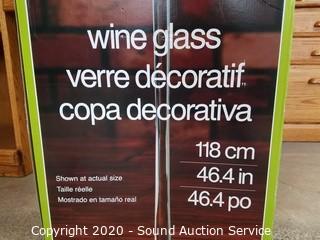 wine glass
verre décoratif
copa decorativa
118 cm
46.4 in
46.4 po
Shown at actual size
Taille réelle
Mostrado en tamaño real
Copyright 2020 - Sound Auction Service